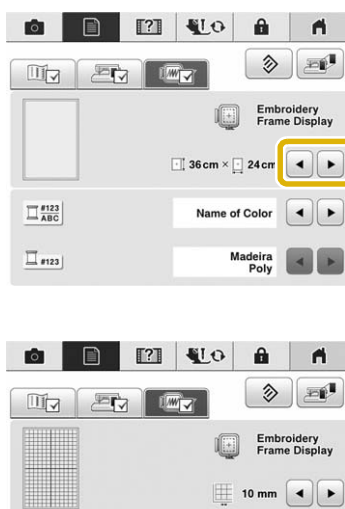 Embroidery
Frame Display
36 cm × 24 cm
#123
ABC
Name of Color
#123
Madeira
Poly
Embroidery
Frame Display
10 mm